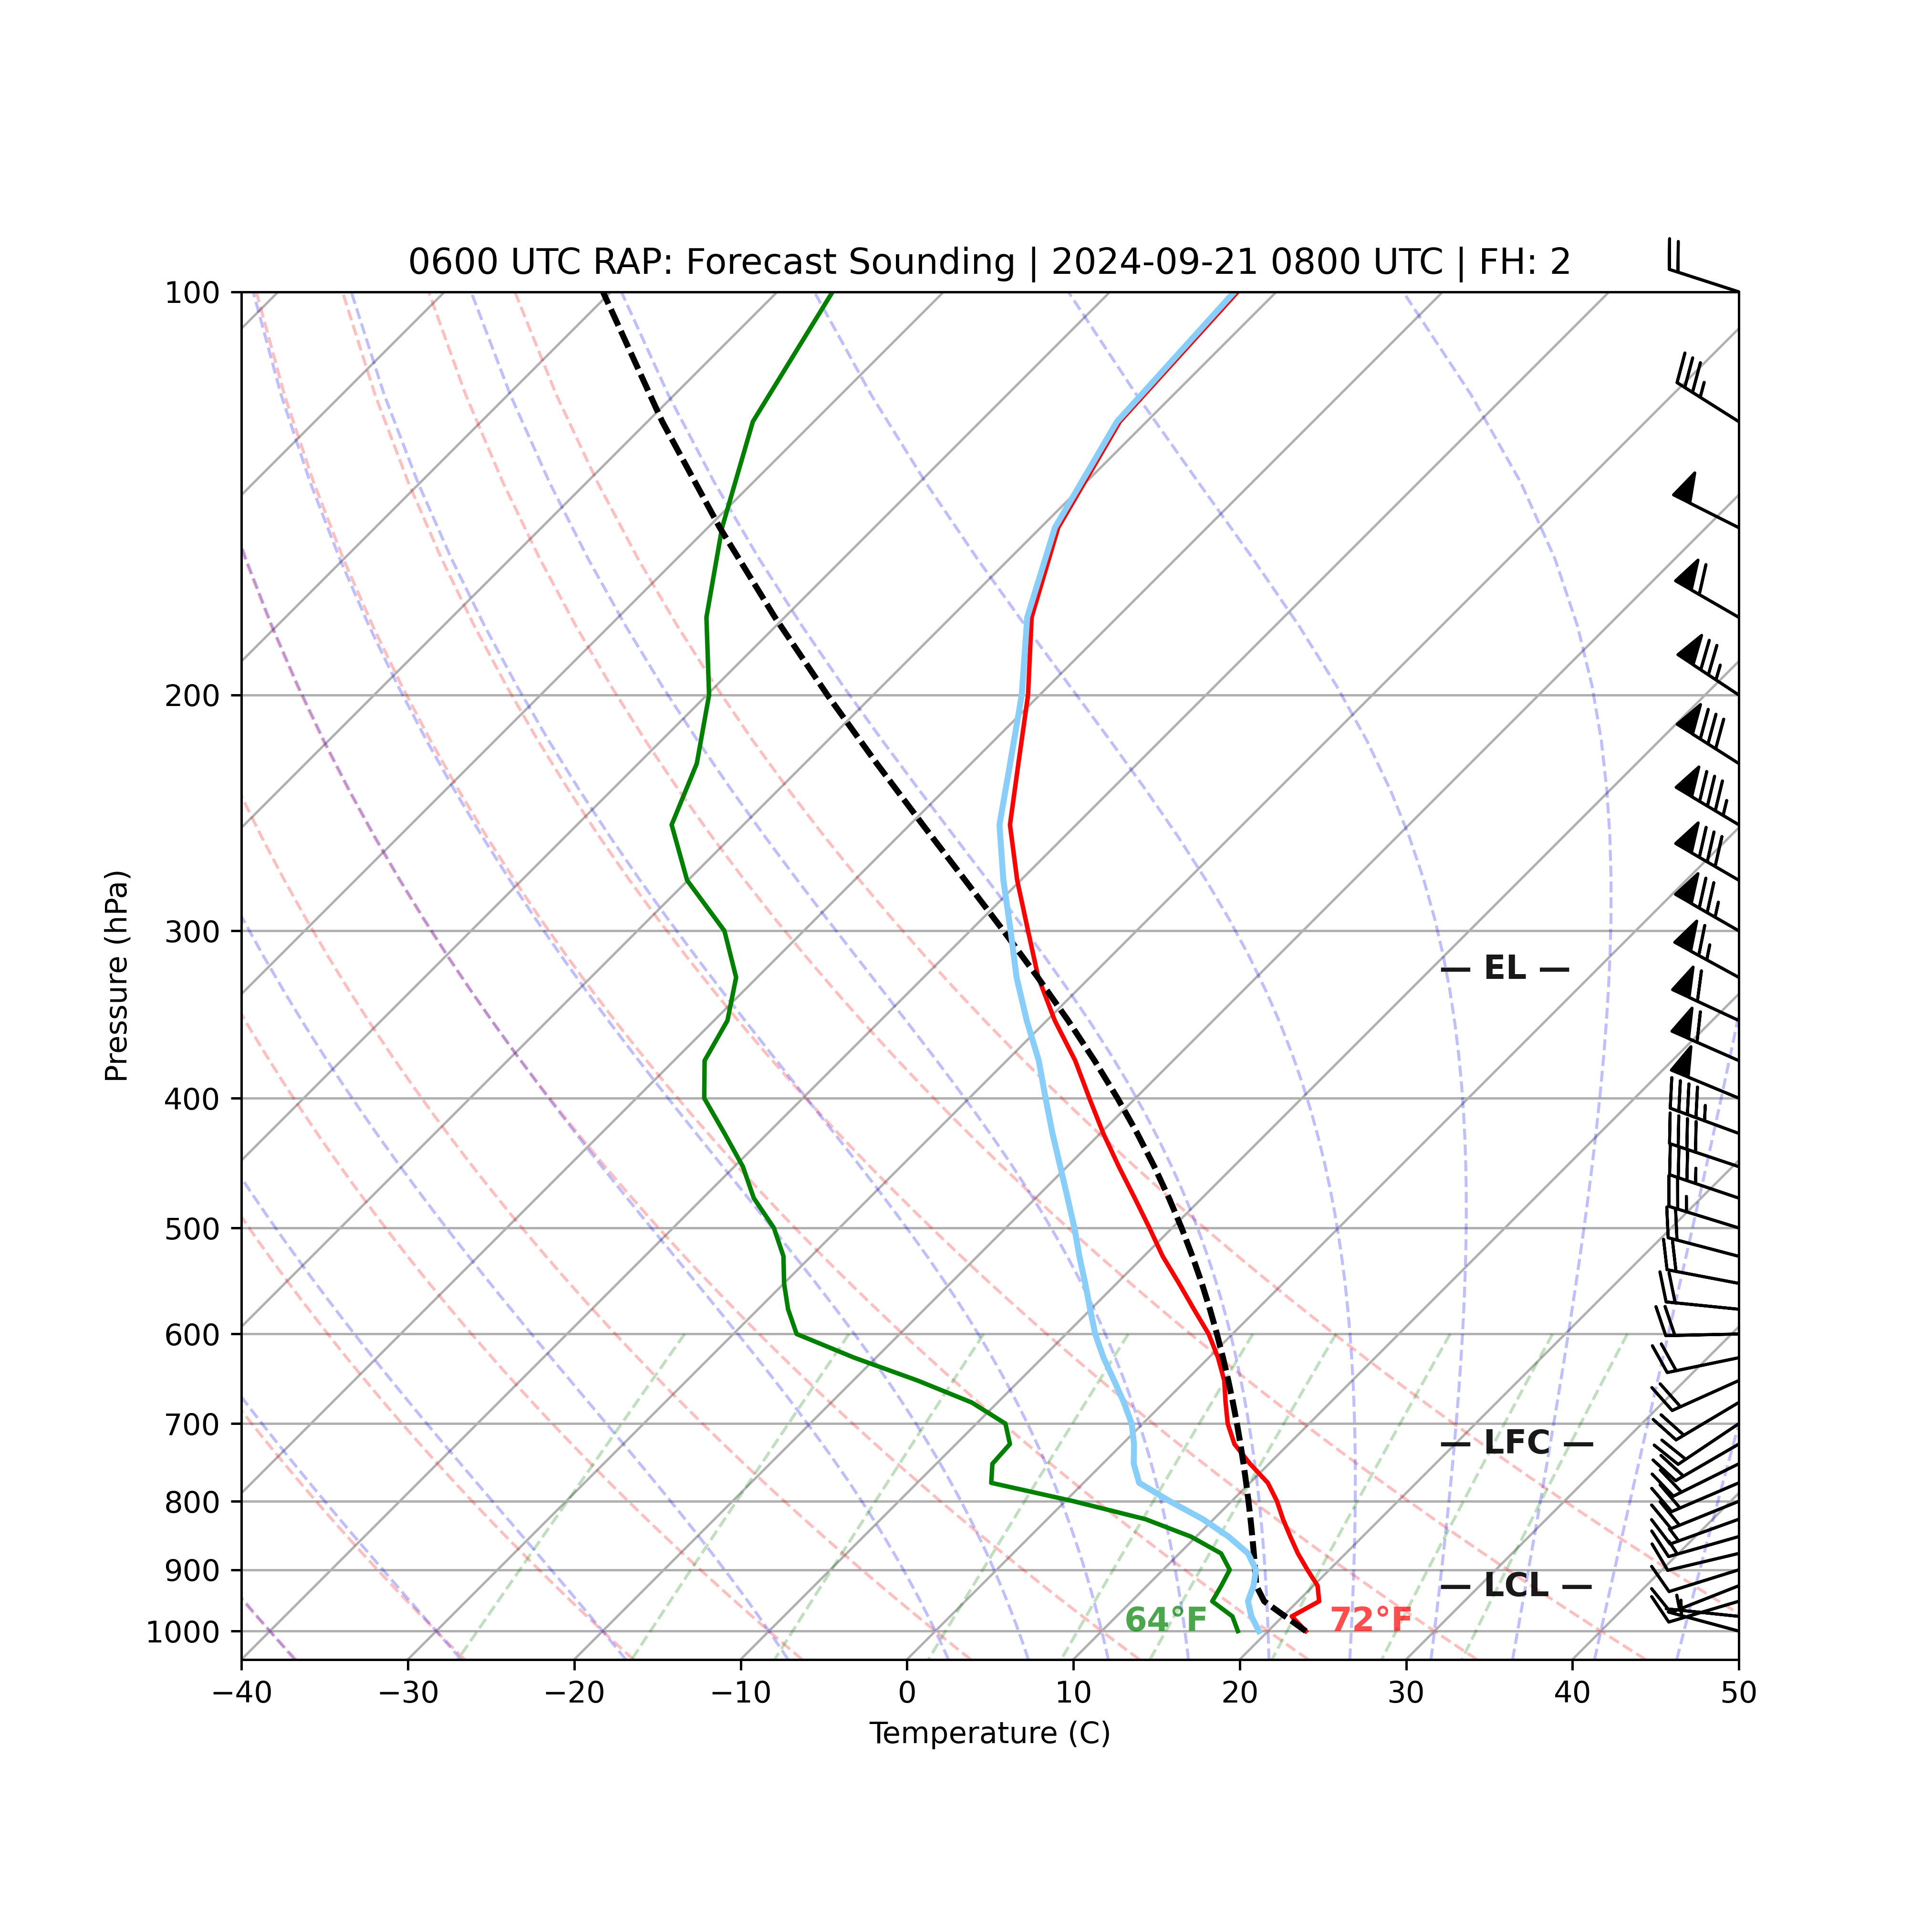 0600 UTC RAP: Forecast Sounding | 2024-09-21 0800 UTC | FH: 2
100
200
300
400
500
600
700
800
900
1000
Pressure (hPa)
— EL —
— LFC —
— LCL —
64°F
72°F
−40 −30 −20 −10 0 10 20 30 40 50
Temperature (C)